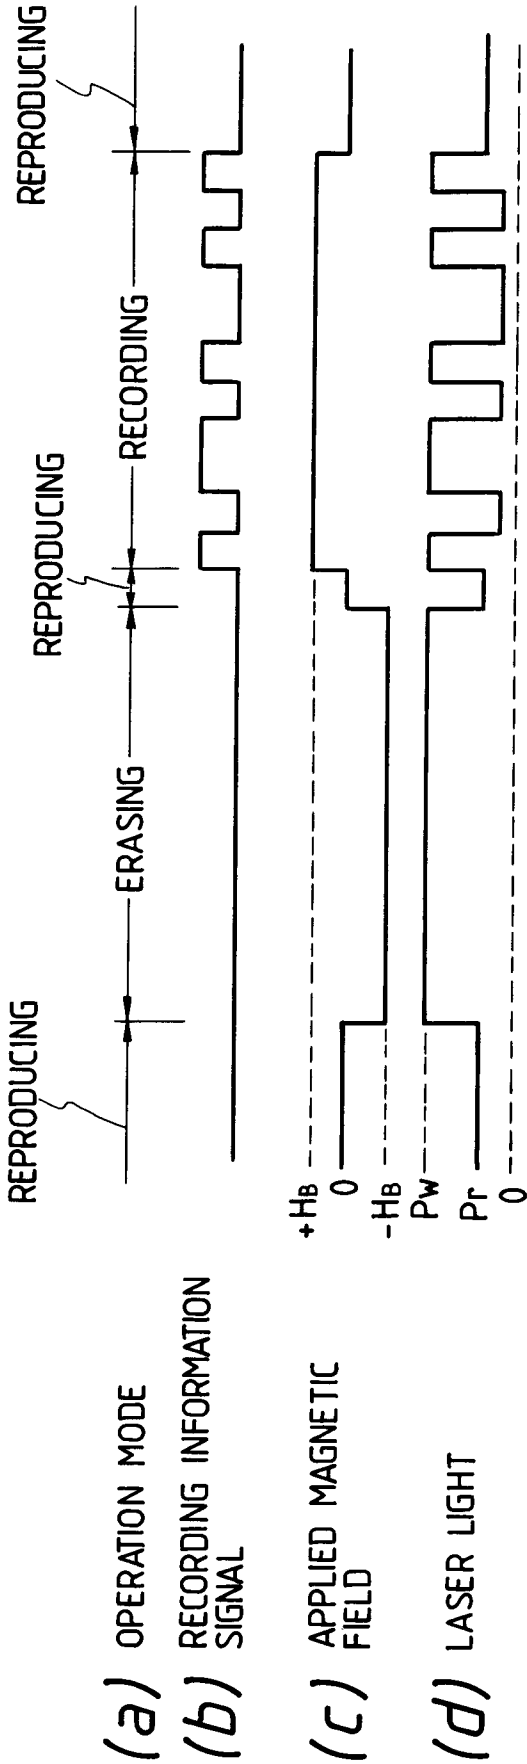 REPRODUCING
ERASING
REPRODUCING
RECORDING
REPRODUCING
(a) OPERATION MODE
(b) RECORDING INFORMATION
SIGNAL
+HB
0
-HB
(c) APPLIED MAGNETIC
FIELD
Pw
Pr
0
(d) LASER LIGHT